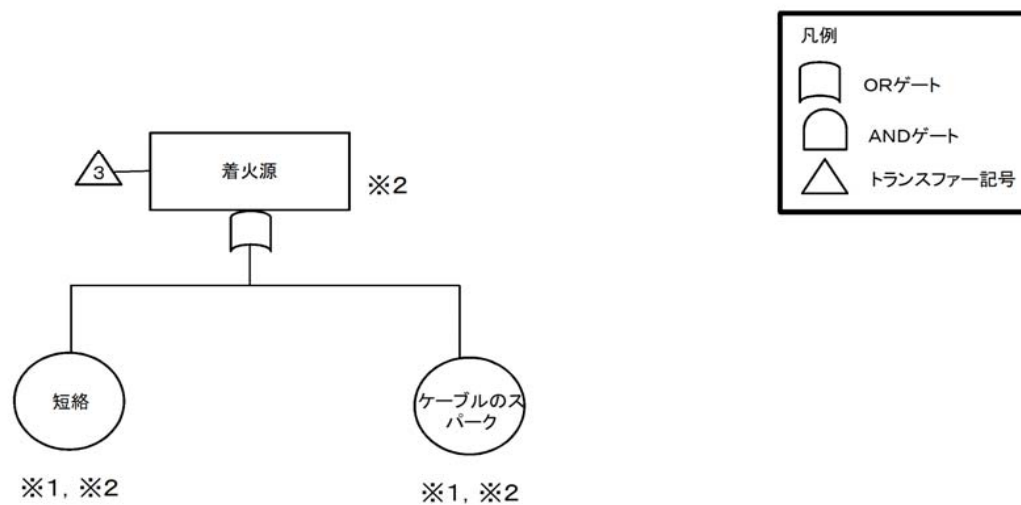 凡例
ORゲート
ANDゲート
トランスファー記号
3
着火源
※2
短絡
ケーブルのス
パーク
※1, ※2
※1, ※2